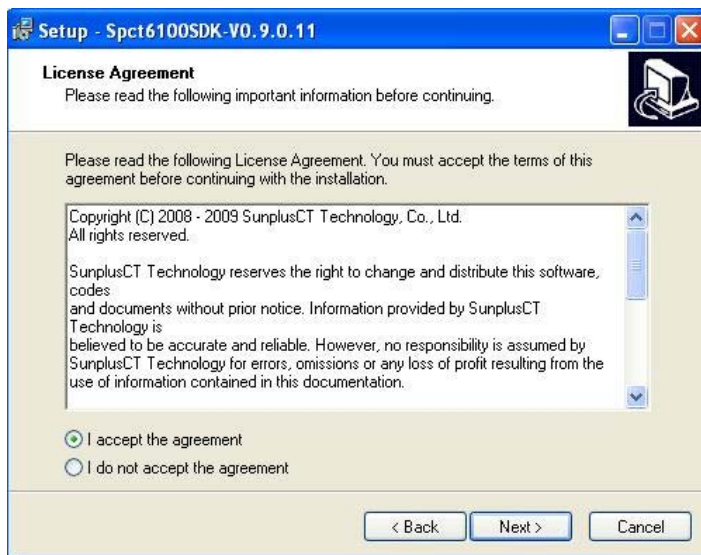 Setup - Spct6100SDK-V0.9.0.11
License Agreement
Please read the following important information before continuing.
Please read the following License Agreement. You must accept the terms of this
agreement before continuing with the installation.
Copyright (C) 2008 - 2009 SunplusCT Technology, Co., Ltd.
All rights reserved.
SunplusCT Technology reserves the right to change and distribute this software,
codes
and documents without prior notice. Information provided by SunplusCT
Technology is
believed to be accurate and reliable. However, no responsibility is assumed by
SunplusCT Technology for errors, omissions or any loss of profit resulting from the
use of information contained in this documentation.
I accept the agreement
I do not accept the agreement
< Back
Next >
Cancel